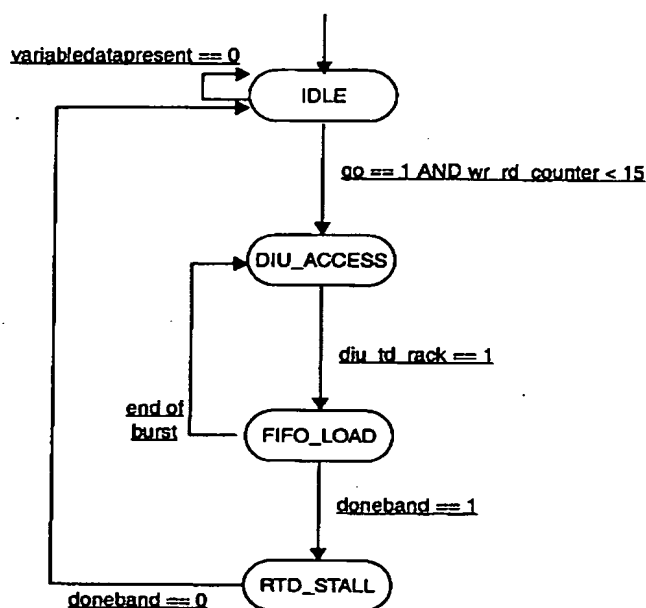 variabledatapresent == 0
IDLE
go == 1 AND wr_rd_counter < 15
DIU_ACCESS
diu_td_rack == 1
end of
burst
FIFO_LOAD
doneband == 1
RTD_STALL
doneband == 0